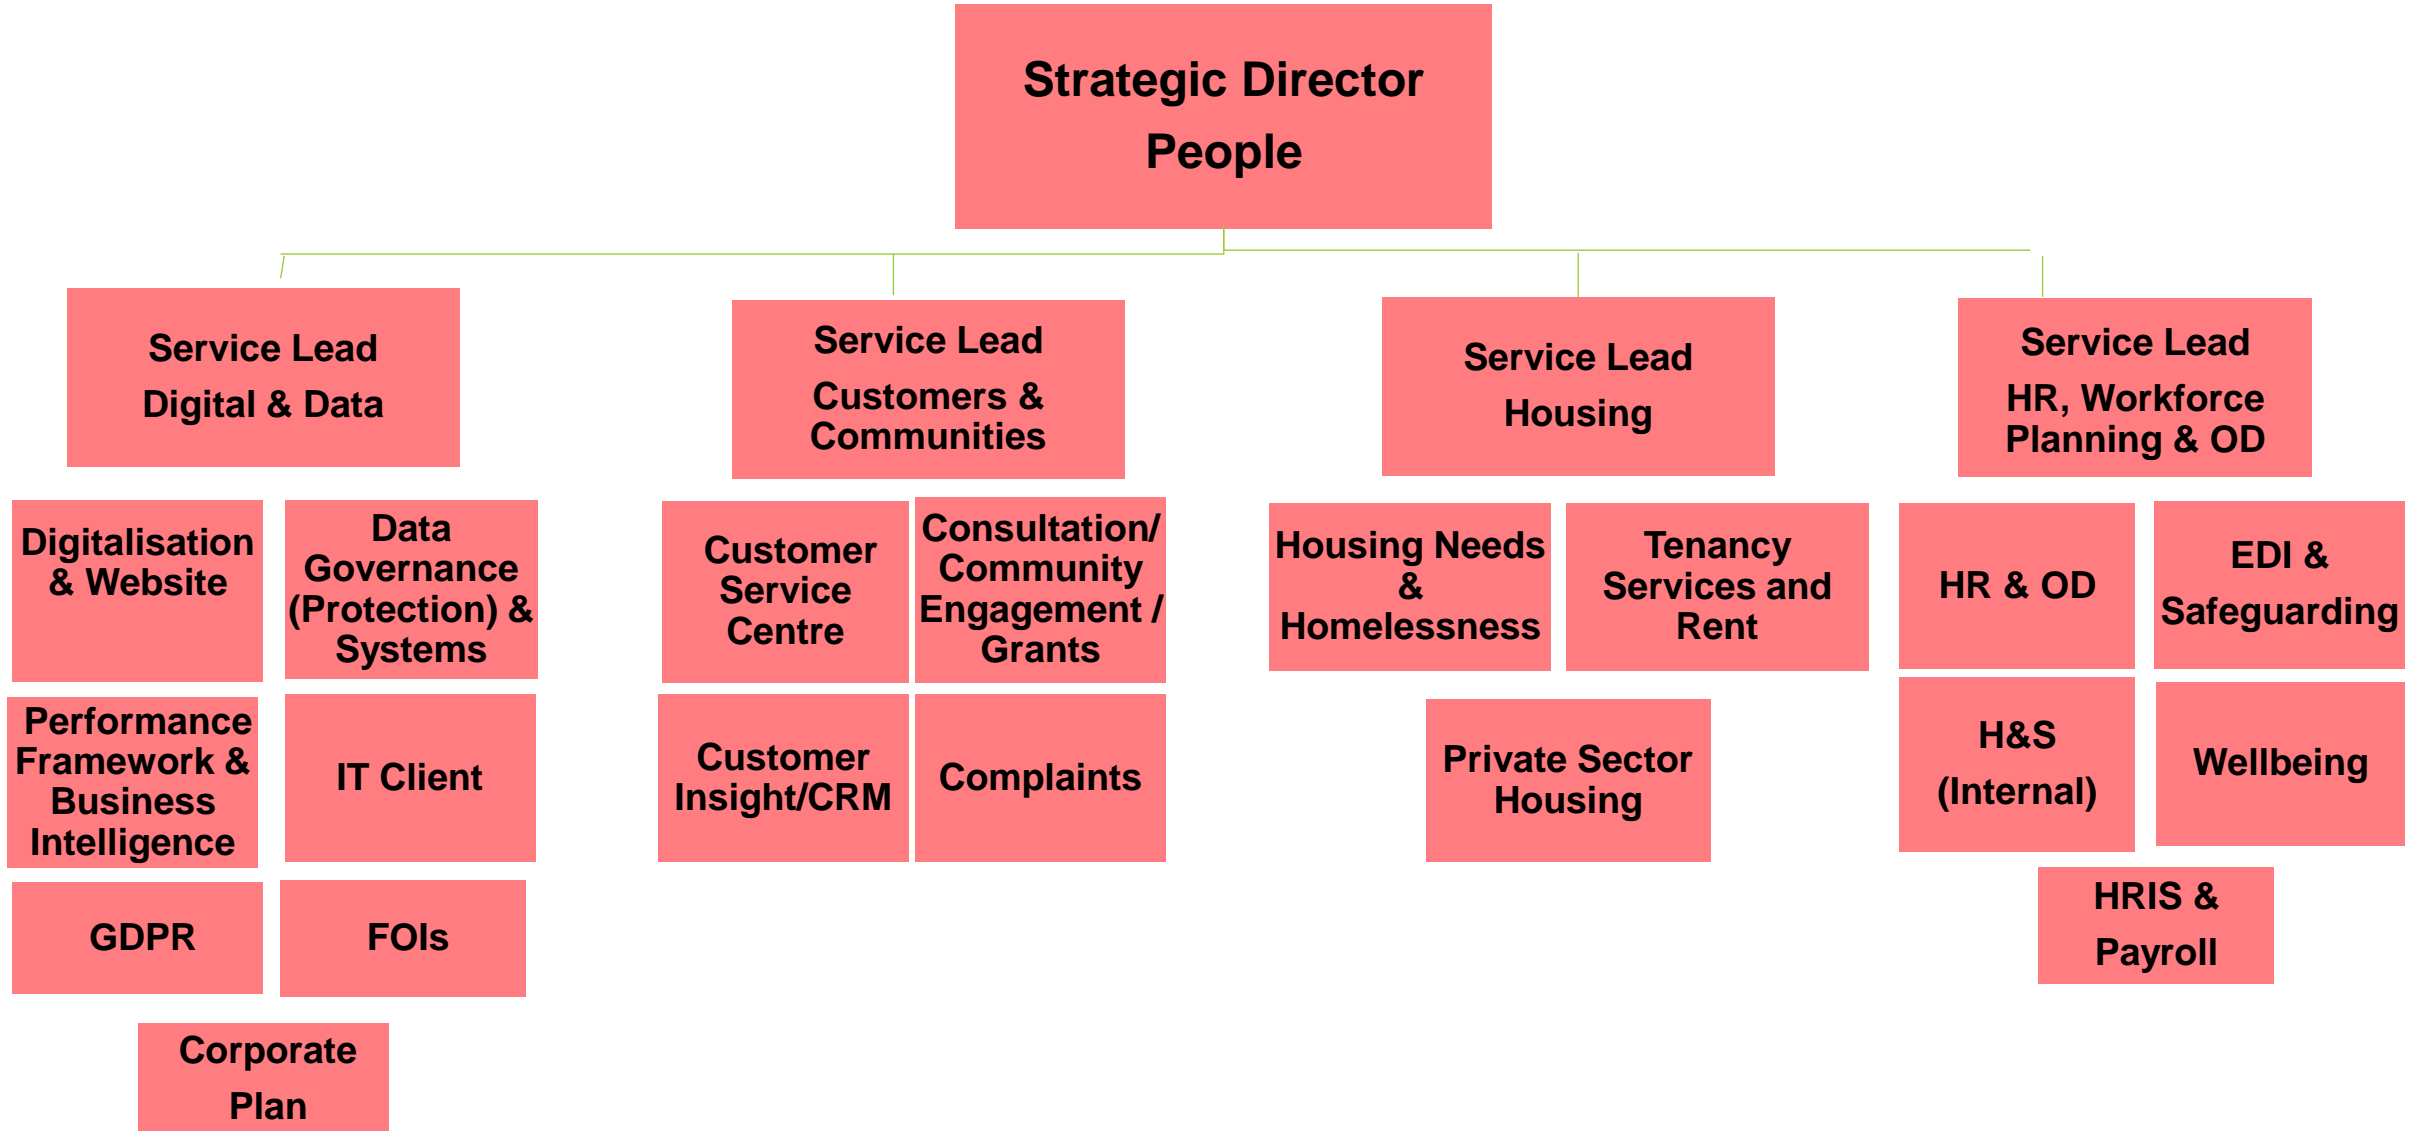 Strategic Director
People
Service Lead
Digital & Data
Service Lead
Customers &
Communities
Service Lead
Housing
Service Lead
HR, Workforce
Planning & OD
Digitalisation
& Website
Data
Governance
(Protection) &
Systems
Performance
Framework &
Business
Intelligence
IT Client
GDPR
FOIs
Corporate
Plan
Customer
Service
Centre
Consultation/
Community
Engagement /
Grants
Customer
Insight/CRM
Complaints
Housing Needs
&
Homelessness
Tenancy
Services and
Rent
Private Sector
Housing
HR & OD
EDI &
Safeguarding
H&S
(Internal)
Wellbeing
HRIS &
Payroll